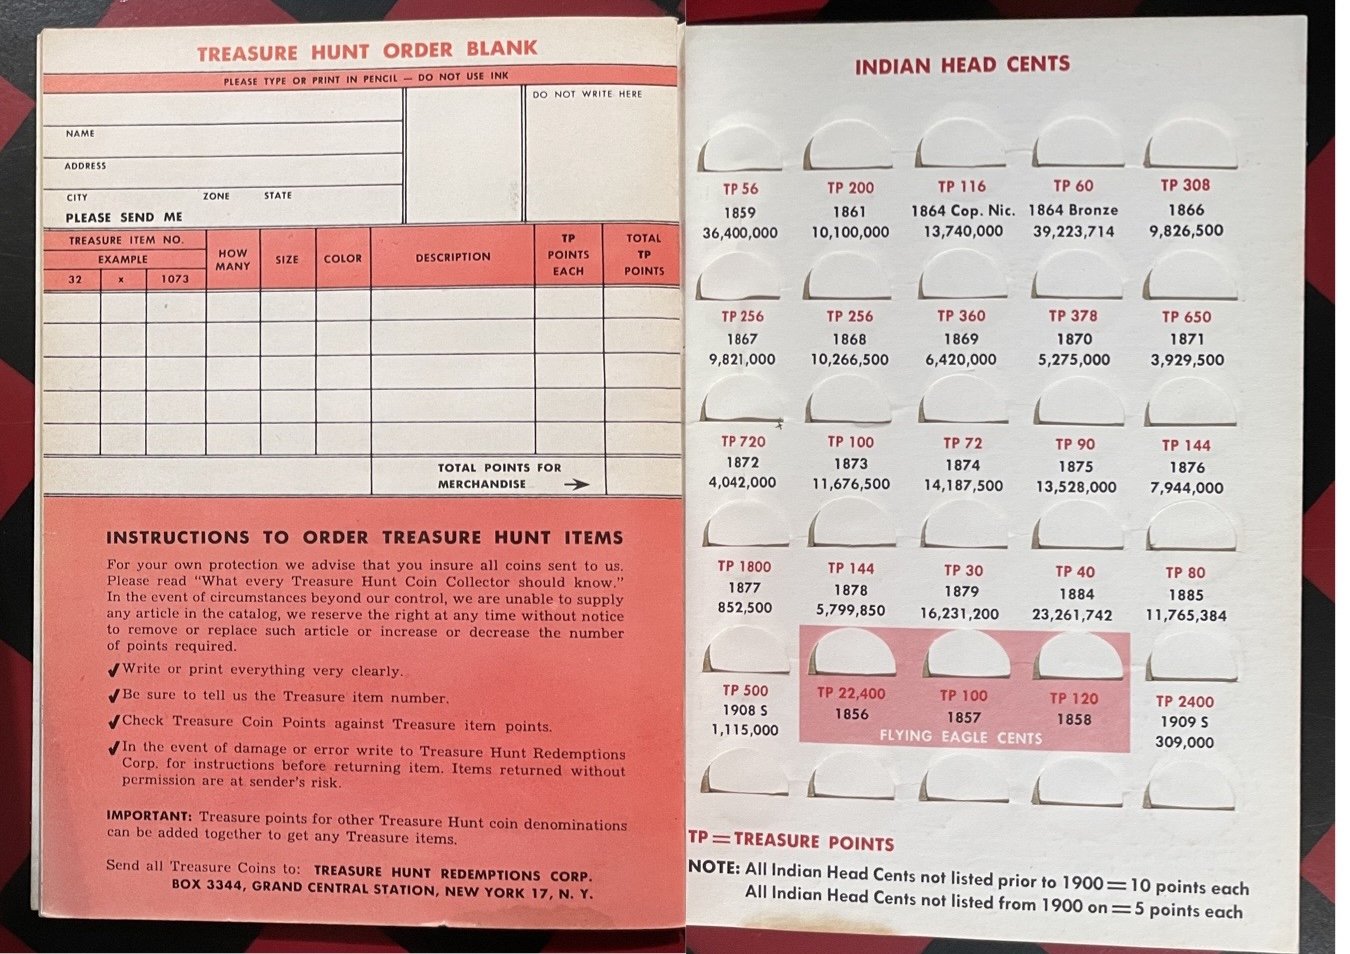 TREASURE HUNT ORDER BLANK
PLEASE TYPE OR PRINT IN PENCIL — DO NOT USE INK
DO NOT WRITE HERE
NAME
ADDRESS
CITY ZONE STATE
PLEASE SEND ME
TREASURE ITEM NO.
EXAMPLE
32 x 1073
HOW MANY
SIZE
COLOR
DESCRIPTION
TP POINTS EACH
TOTAL TP POINTS
TOTAL POINTS FOR
MERCHANDISE →
INSTRUCTIONS TO ORDER TREASURE HUNT ITEMS
For your own protection we advise that you insure all coins sent to us.
Please read "What every Treasure Hunt Coin Collector should know."
In the event of circumstances beyond our control, we are unable to supply
any article in the catalog, we reserve the right at any time without notice
to remove or replace such article or increase or decrease the number
of points required.
✓Write or print everything very clearly.
✓Be sure to tell us the Treasure item number.
✓Check Treasure Coin Points against Treasure item points.
✓In the event of damage or error write to Treasure Hunt Redemptions
Corp. for instructions before returning item. Items returned without
permission are at sender's risk.
IMPORTANT: Treasure points for other Treasure Hunt coin denominations
can be added together to get any Treasure items.
Send all Treasure Coins to: TREASURE HUNT REDEMPTIONS CORP.
BOX 3344, GRAND CENTRAL STATION, NEW YORK 17, N. Y.
INDIAN HEAD CENTS
TP 56 TP 200 TP 116 TP 60 TP 308
1859 1861 1864 Cop. Nic. 1864 Bronze 1866
36,400,000 10,100,000 13,740,000 39,223,714 9,826,500
TP 256 TP 256 TP 360 TP 378 TP 650
1867 1868 1869 1870 1871
9,821,000 10,266,500 6,420,000 5,275,000 3,929,500
TP 720 TP 100 TP 72 TP 90 TP 144
1872 1873 1874 1875 1876
4,042,000 11,676,500 14,187,500 13,528,000 7,944,000
TP 1800 TP 144 TP 30 TP 40 TP 80
1877 1878 1879 1884 1885
852,500 5,799,850 16,231,200 23,261,742 11,765,384
TP 500 TP 22,400 TP 100 TP 120 TP 2400
1908 S 1856 1857 1858 1909 S
1,115,000 FLYING EAGLE CENTS 309,000
TP = TREASURE POINTS
NOTE: All Indian Head Cents not listed prior to 1900 = 10 points each
All Indian Head Cents not listed from 1900 on = 5 points each